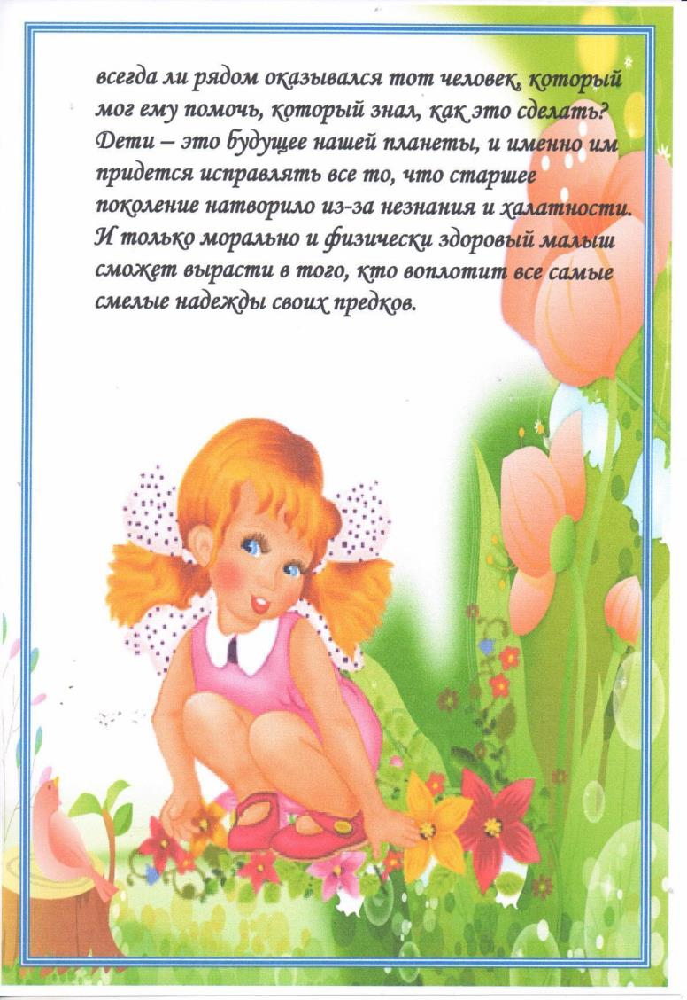 всегда ли рядом оказывался тот человек, который
мог ему помочь, который знал, как это сделать?
Дети – это будущее нашей планеты, и именно им
придется исправлять все то, что старшее
поколение натворило из-за незнания и халатности.
И только морально и физически здоровый малыш
сможет вырасти в того, кто воплотит все самые
смелые надежды своих предков.